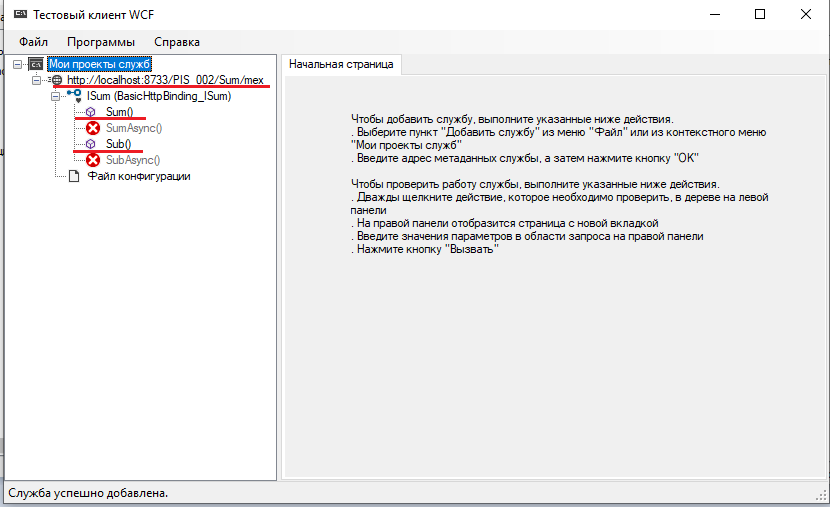 Тестовый клиент WCF
Файл Программы Справка
Мои проекты служб
http://localhost:8733/PIS_002/Sum/mex
ISum (BasicHttpBinding_ISum)
Sum()
SumAsync()
Sub()
SubAsync()
Файл конфигурации
Начальная страница
Чтобы добавить службу, выполните указанные ниже действия.
. Выберите пункт "Добавить службу" из меню "Файл" или из контекстного меню
"Мои проекты служб"
. Введите адрес метаданных службы, а затем нажмите кнопку "ОК"
Чтобы проверить работу службы, выполните указанные ниже действия.
. Дважды щелкните действие, которое необходимо проверить, в дереве на левой
панели
. На правой панели отобразится страница с новой вкладкой
. Введите значения параметров в области запроса на правой панели
. Нажмите кнопку "Вызвать"
Служба успешно добавлена.